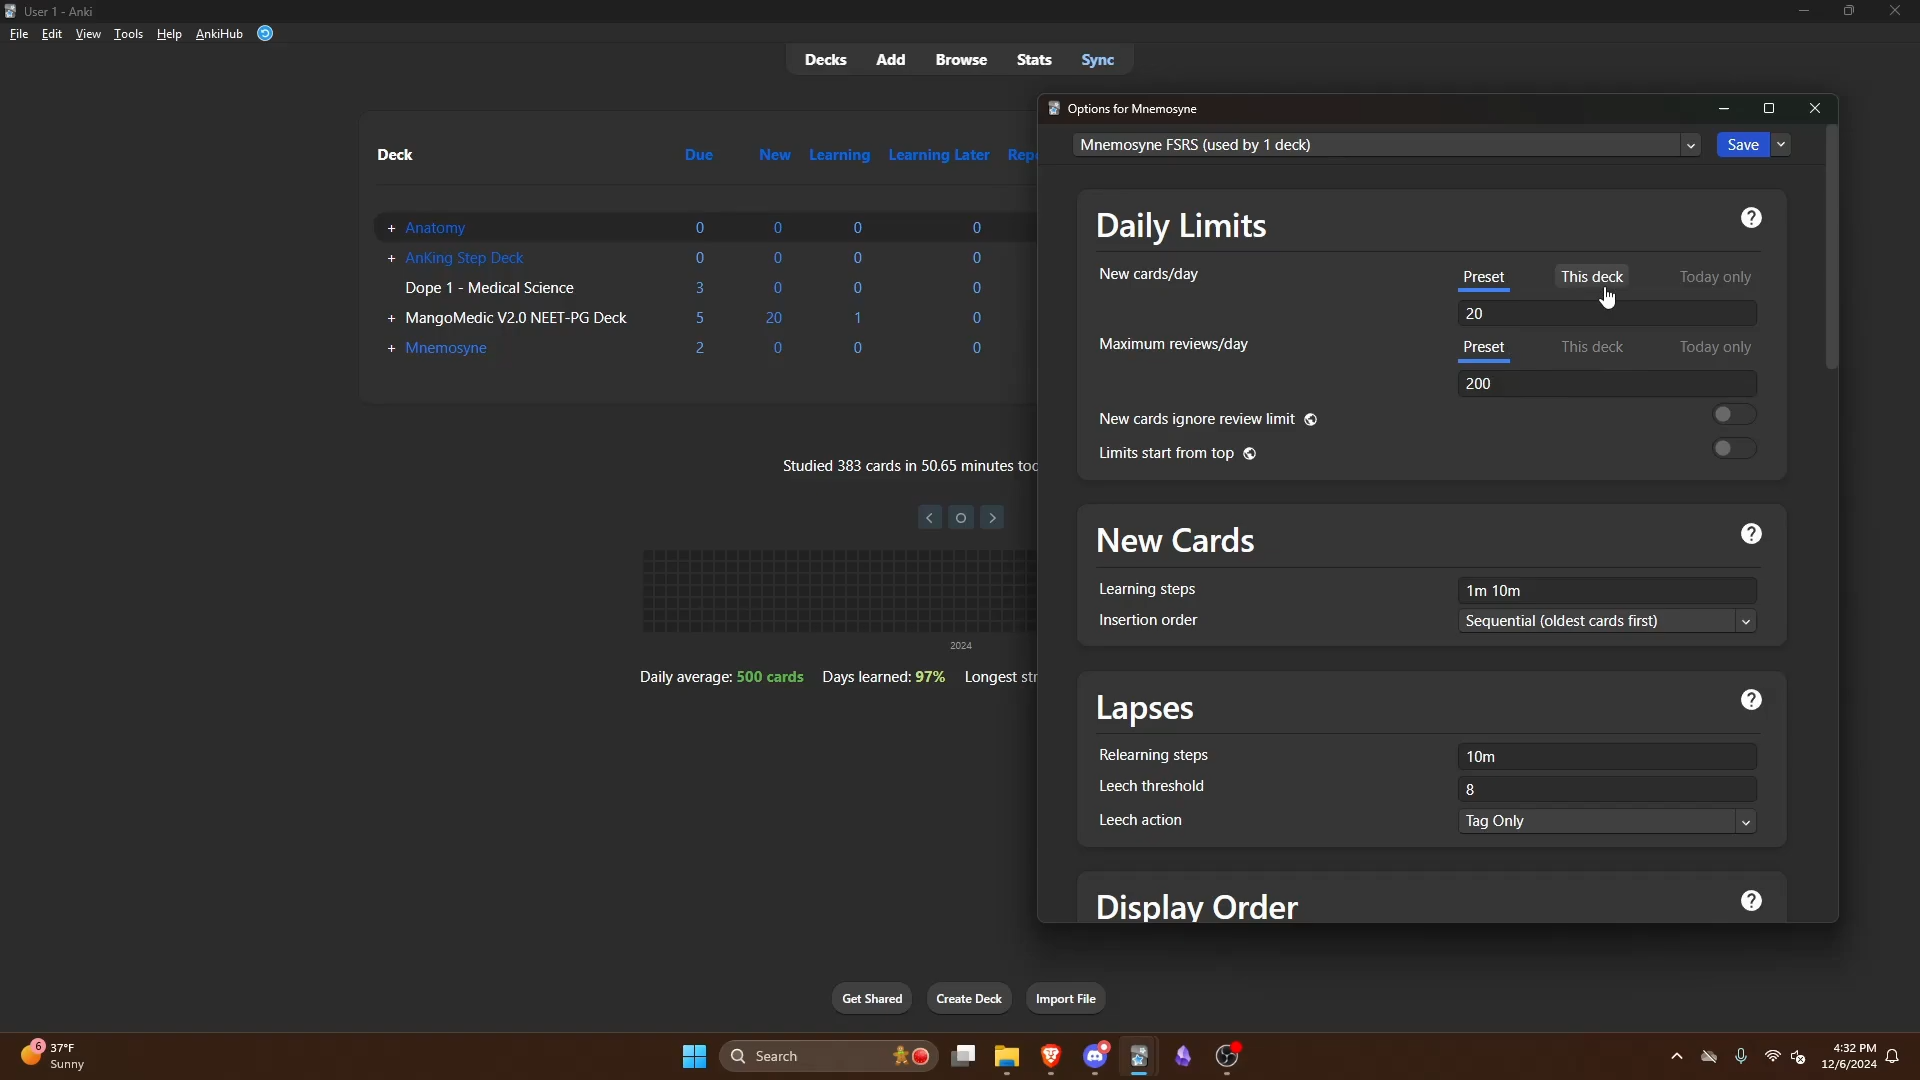 User 1 - Anki
File Edit View Tools Help AnkiHub
Decks Add Browse Stats Sync
Deck Due New Learning Learning Later
Anatomy 0 0 0 0
AnKing Step Deck 0 0 0 0
Dope 1 - Medical Science 3 0 0 0
MangoMedic V2.0 NEET-PG Deck 5 20 1 0
Mnemosyne 2 0 0 0
Studied 383 cards in 50.65 minutes
2024
Daily average: 500 cards Days learned: 97% Longest
Get Shared Create Deck Import File
Options for Mnemosyne
Mnemosyne FSRS (used by 1 deck) Save
Daily Limits
New cards/day Preset This deck Today only
20
Maximum reviews/day Preset This deck Today only
200
New cards ignore review limit
Limits start from top
New Cards
Learning steps 1m 10m
Insertion order Sequential (oldest cards first)
Lapses
Relearning steps 10m
Leech threshold 8
Leech action Tag Only
Display Order
6 37°F
Sunny
Search
4:32 PM
12/6/2024